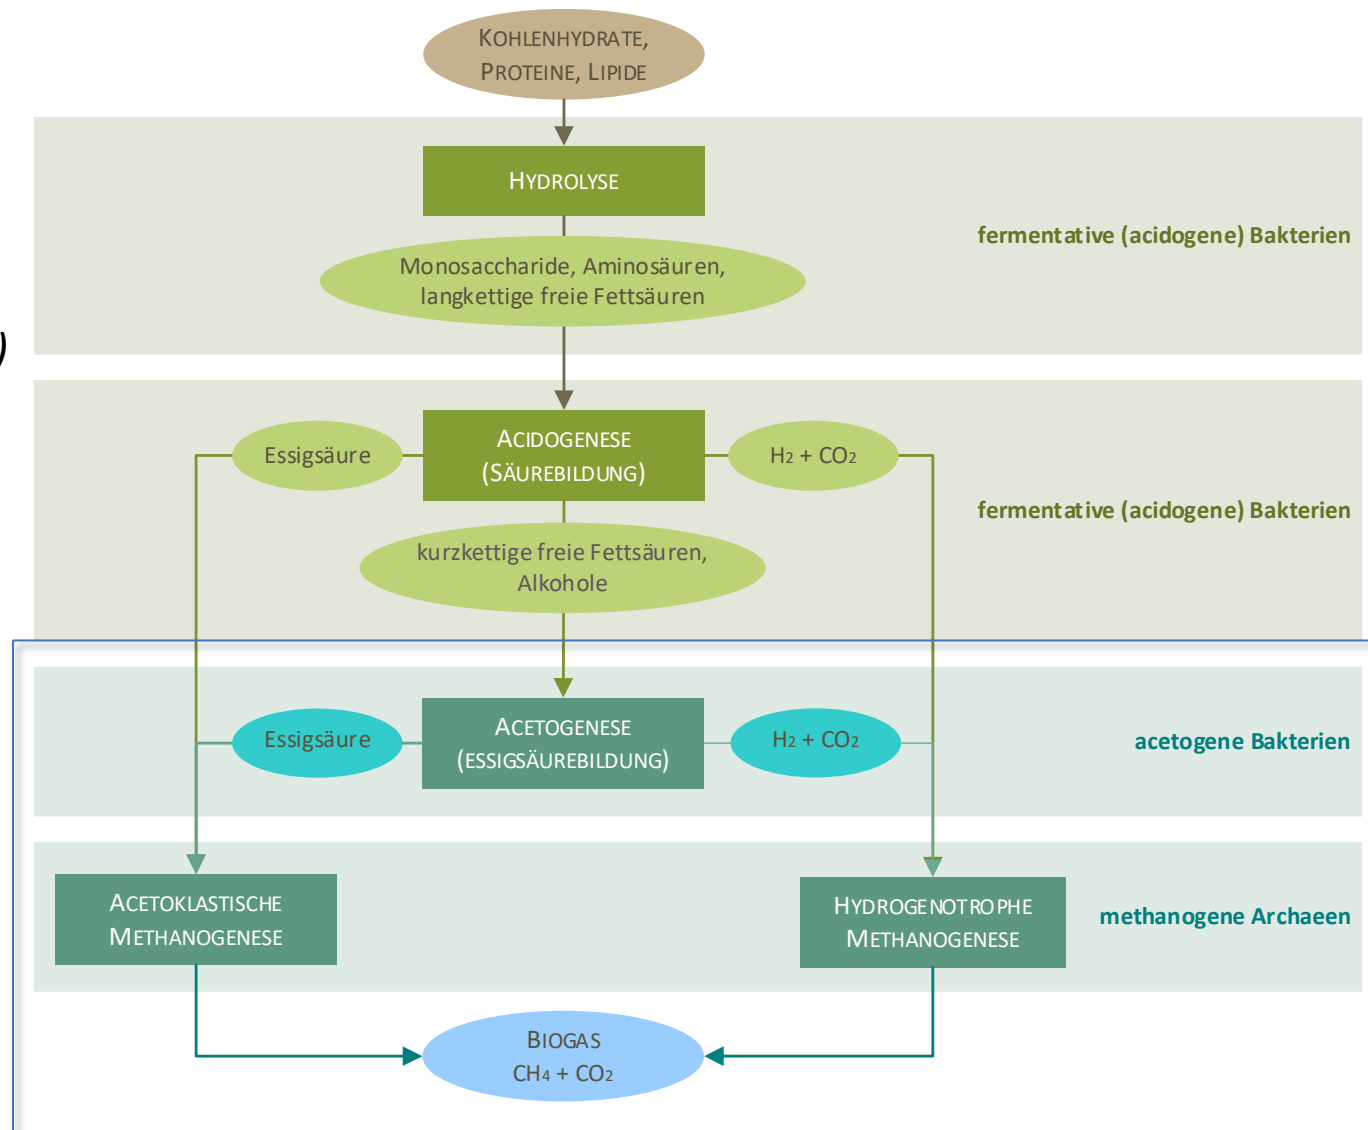 KOHLENHYDRATE,
PROTEINE, LIPIDE
HYDROLYSE
fermentative (acidogene) Bakterien
Monosaccharide, Aminosäuren,
langkettige freie Fettsäuren
)
ACIDOGENESE
(SÄUREBILDUNG)
Essigsäure
H2 + CO2
fermentative (acidogene) Bakterien
kurzkettige freie Fettsäuren,
Alkohole
ACETOGENESE
(ESSIGSÄUREBILDUNG)
Essigsäure
H2 + CO2
acetogene Bakterien
ACETOKLASTISCHE
METHANOGENESE
HYDROGENOTROPHE
METHANOGENESE
methanogene Archaeen
BIOGAS
CH4 + CO2